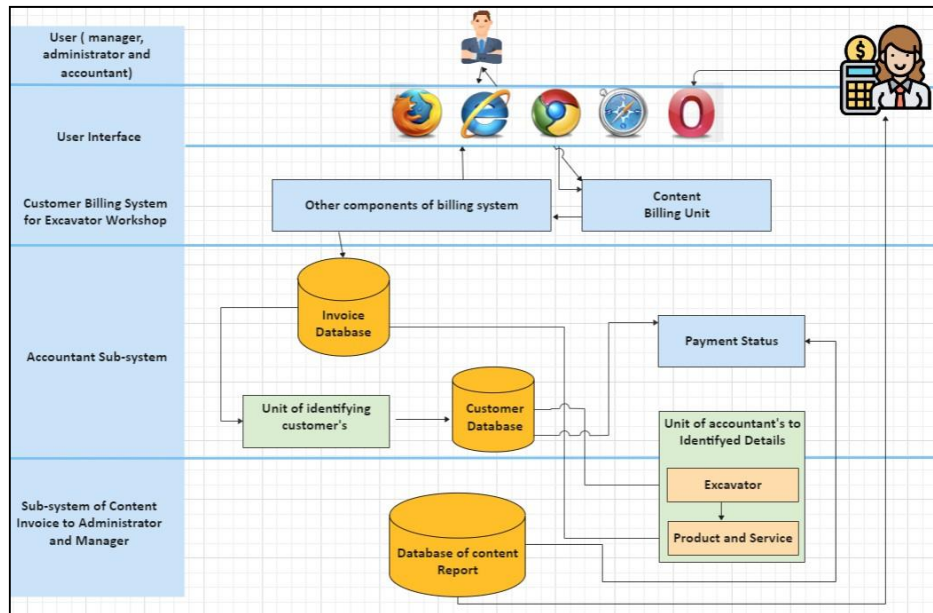 User ( manager,
administrator and
accountant)
$
User Interface
Customer Billing System
for Excavator Workshop
Other components of billing system
Content
Billing Unit
Accountant Sub-system
Invoice
Database
Payment Status
Unit of identifying
customer's
Customer
Database
Unit of accountant's to
Identifyed Details
Excavator
Product and Service
Sub-system of Content
Invoice to Administrator
and Manager
Database of content
Report